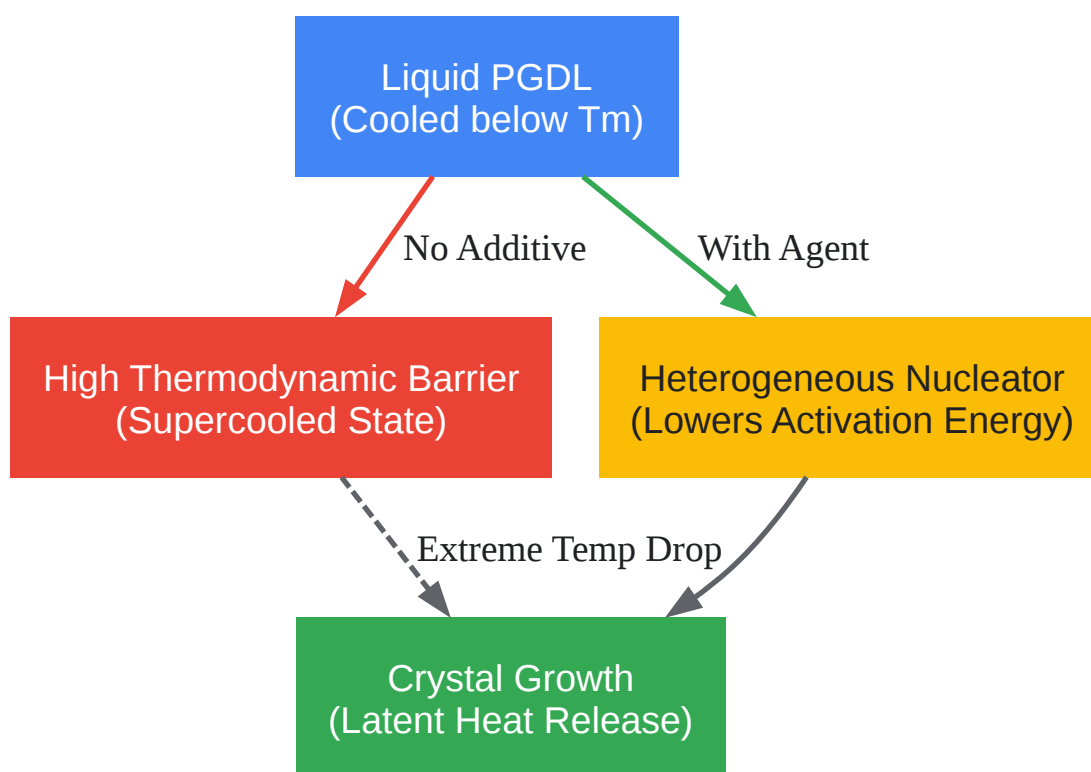 Liquid PGDL
(Cooled below Tm)
No Additive
With Agent
High Thermodynamic Barrier
(Supercooled State)
Heterogeneous Nucleator
(Lowers Activation Energy)
Extreme Temp Drop
Crystal Growth
(Latent Heat Release)